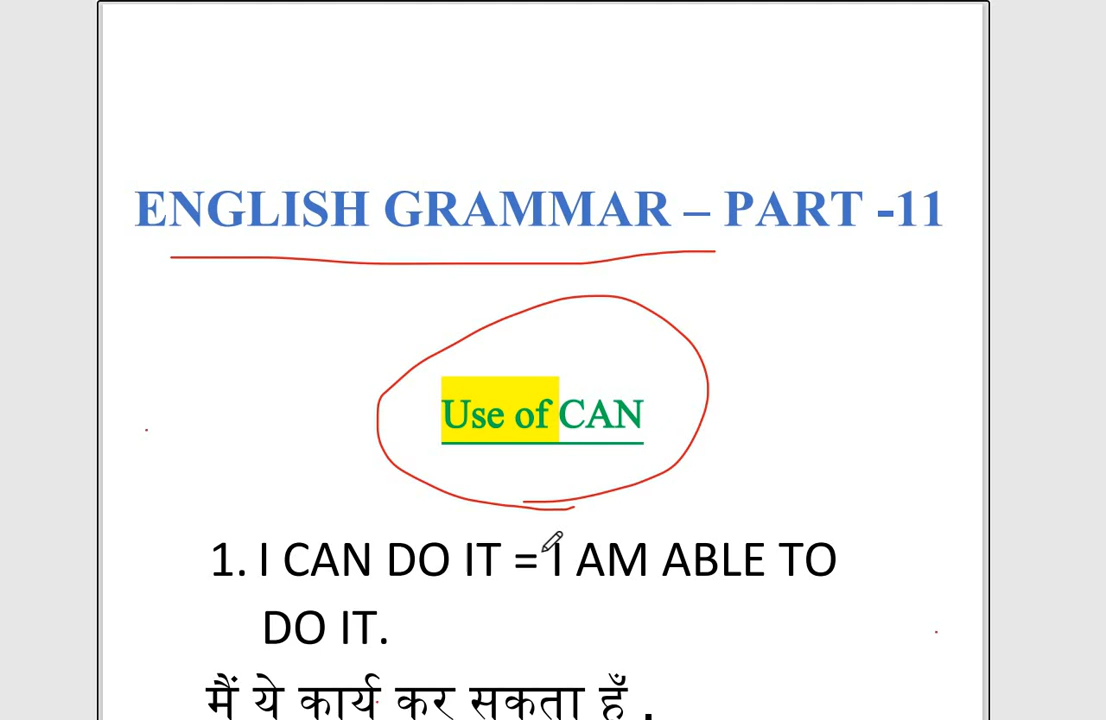 ENGLISH GRAMMAR – PART -11
Use of CAN
1. I CAN DO IT = I AM ABLE TO
DO IT.
मैं ये कार्य कर सकता हूँ .